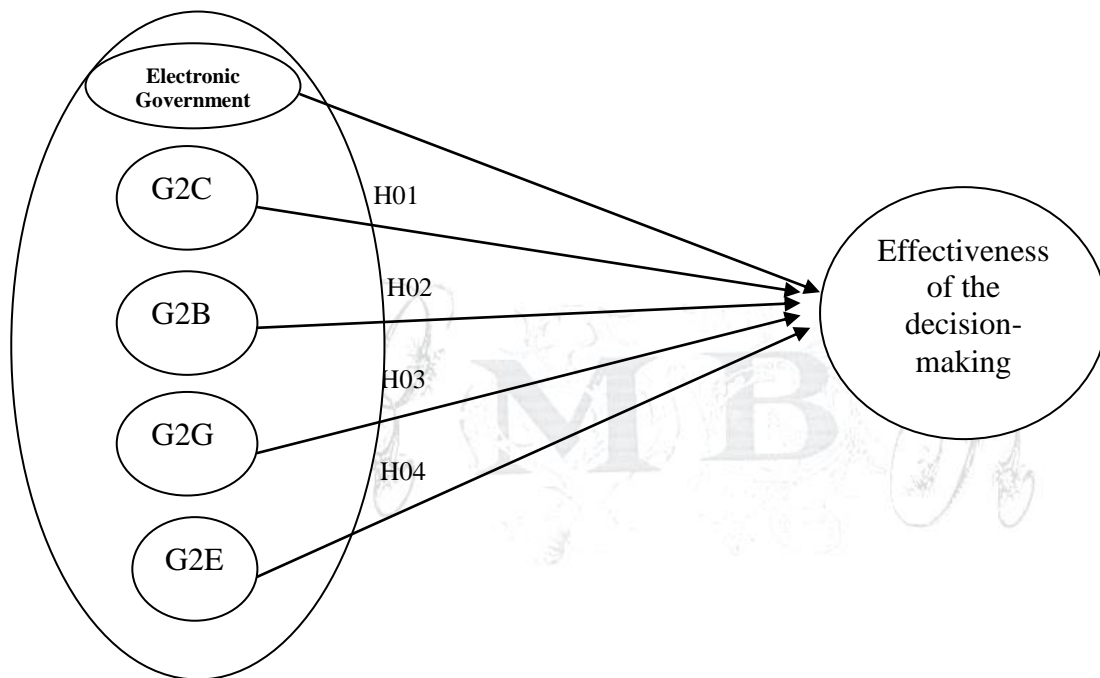 Electronic
Government
G2C
H01
G2B
H02
G2G
H03
G2E
H04
Effectiveness
of the
decision-
making
M B